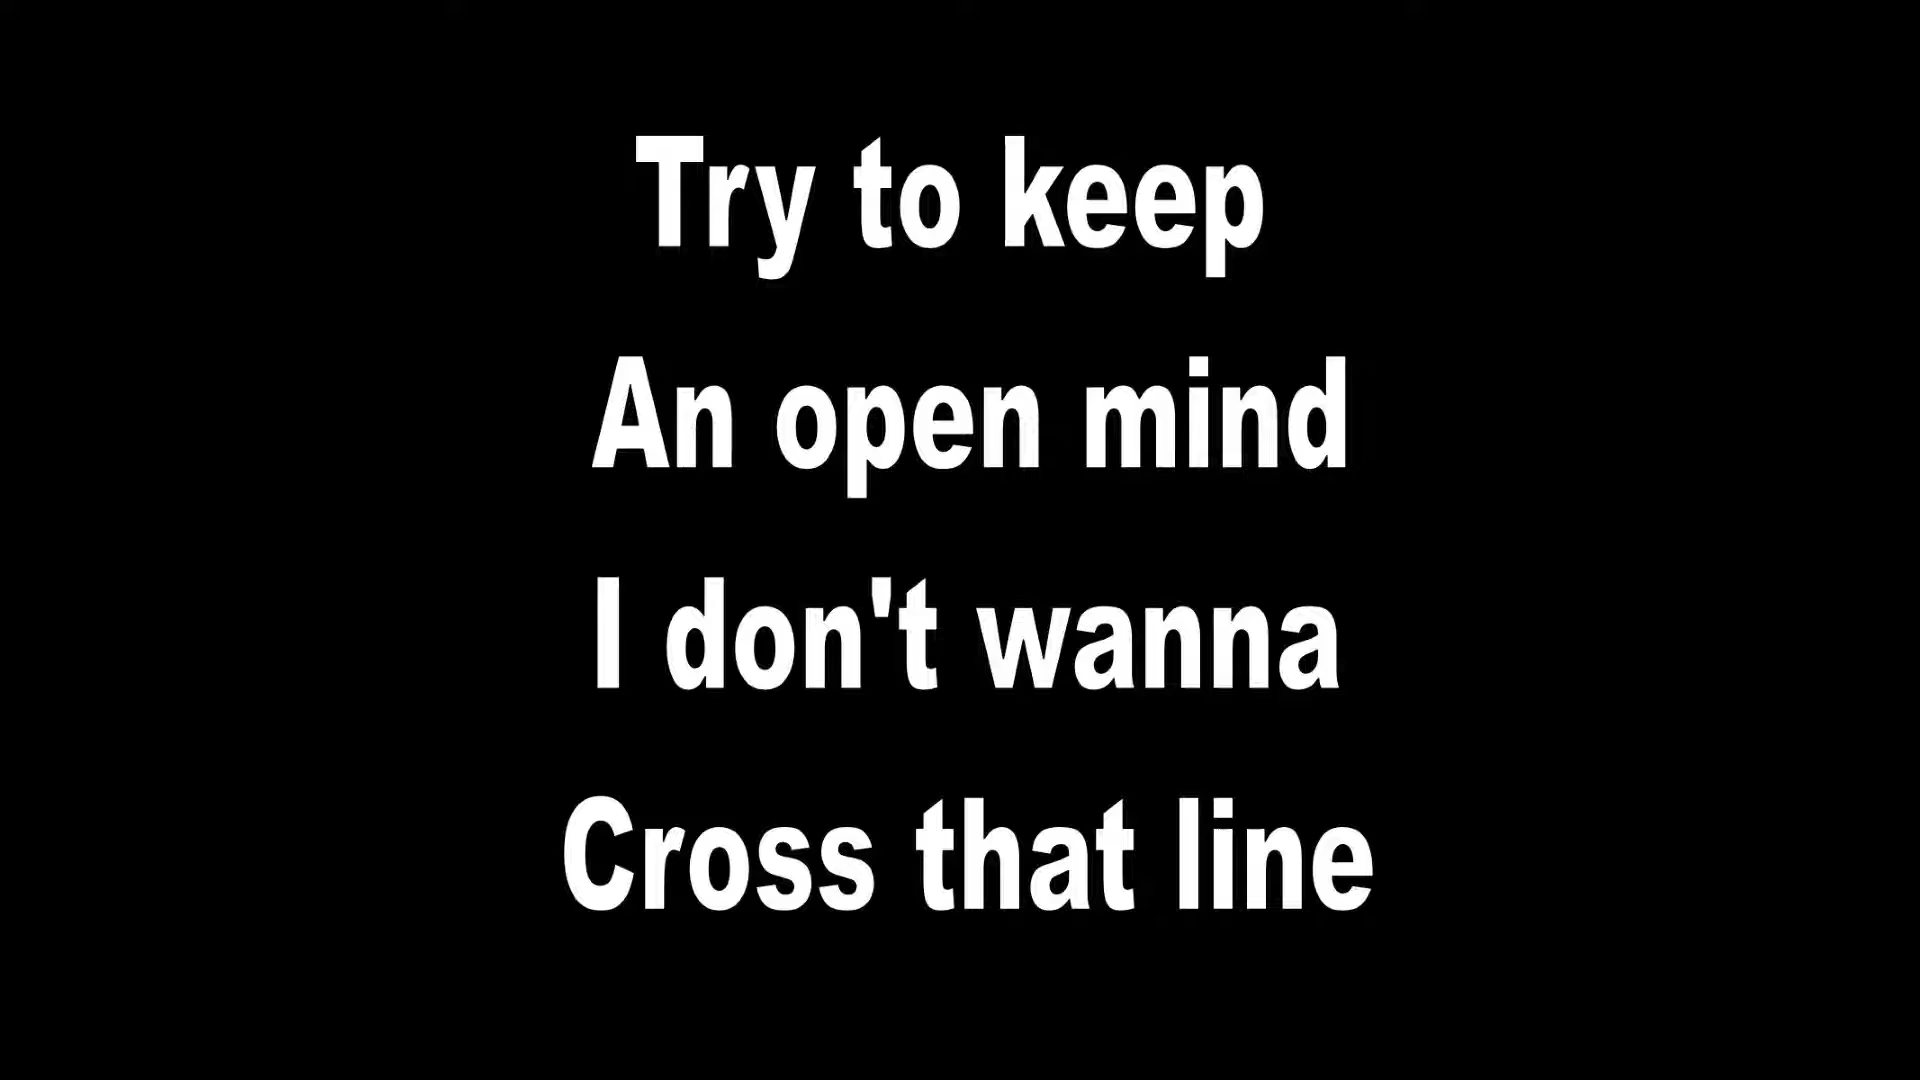 Try to keep
An open mind
I don't wanna
Cross that line